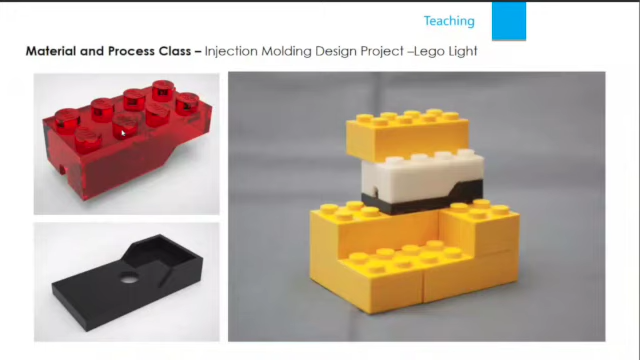 Teaching
Material and Process Class – Injection Molding Design Project –Lego Light